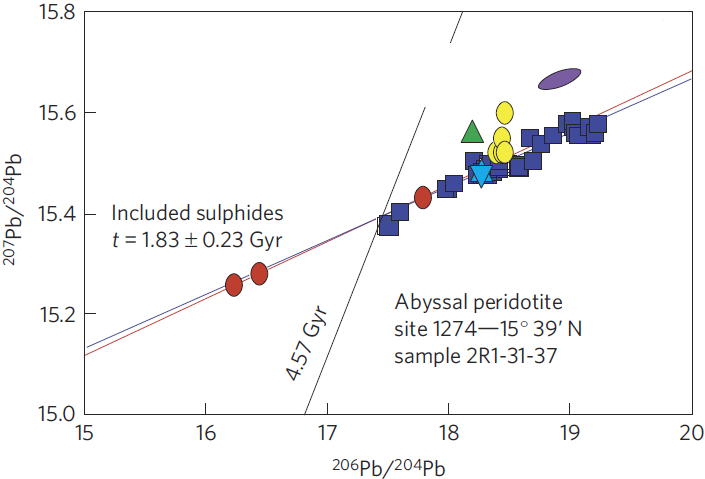 15.8
15.6
15.4
15.2
15.0
207Pb/204Pb
Included sulphides
t = 1.83 ± 0.23 Gyr
4.57 Gyr
Abyssal peridotite
site 1274—15° 39′ N
sample 2R1-31-37
15 16 17 18 19 20
206Pb/204Pb